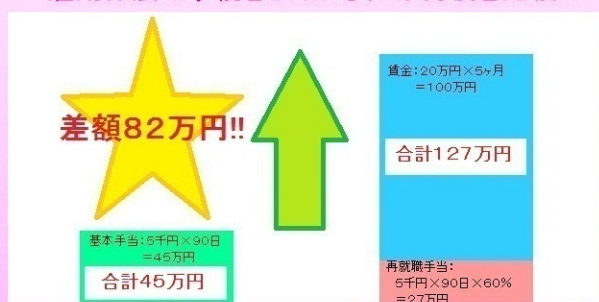 差額82万円!!
基本手当:5千円×90日
=45万円
合計45万円
賃金:20万円×5ヶ月
=100万円
合計127万円
再就職手当:
5千円×90日×60%
=27万円